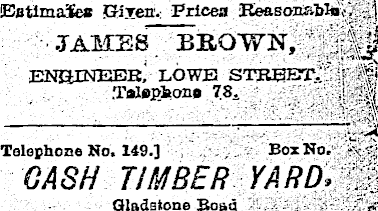 Estimates Given. Prices Reasonable.
JAMES BROWN,
ENGINEER, LOWE STREET.
Telephone 78.
Telephone No. 149.] Box No.
CASH TIMBER YARD,
Gladstone Road